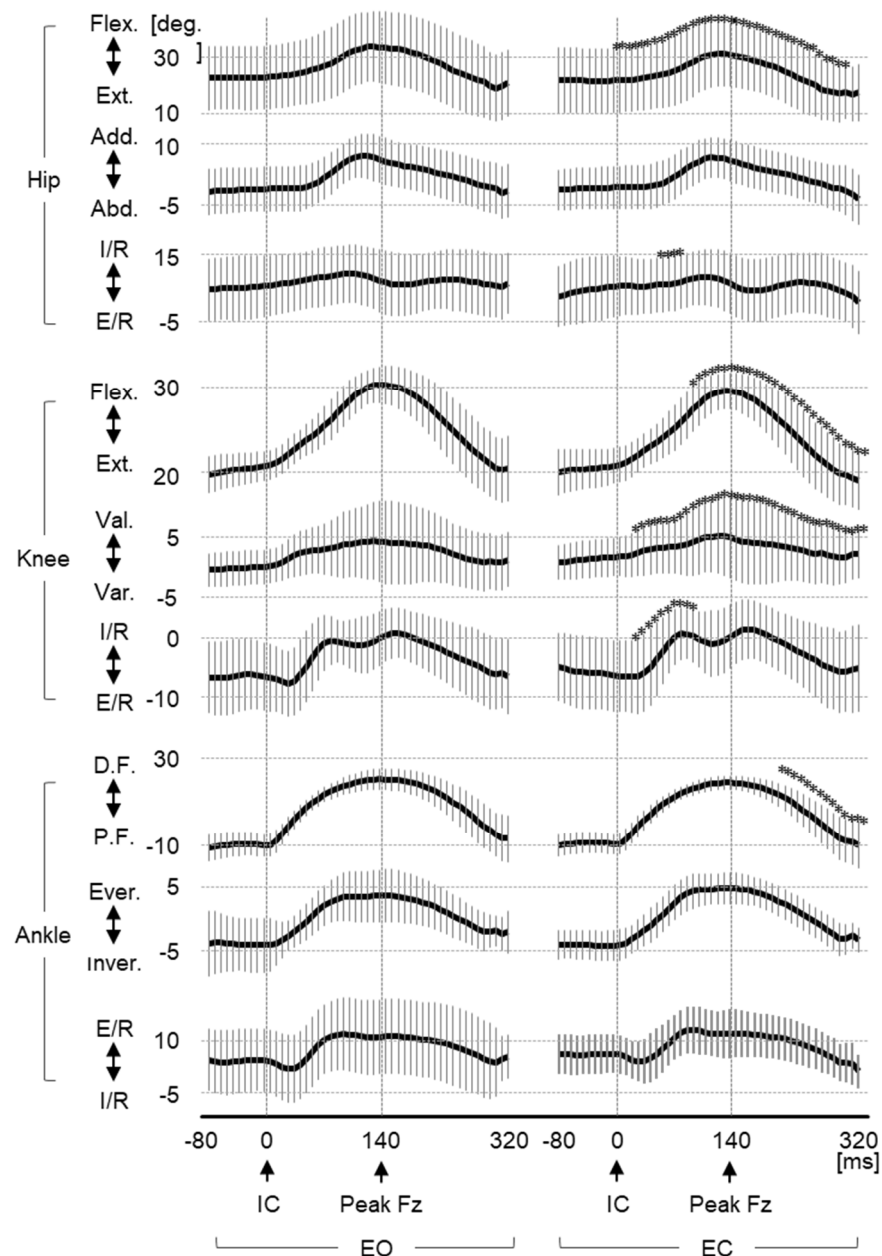 Flex. [deg.
30 ]
Ext. 10
Add. 10
Abd. -5
I/R 15
E/R -5
Hip
Flex. 30
Ext. 20
Val. 5
Var. -5
I/R 0
E/R -10
Knee
D.F. 30
P.F. -10
Ever. 5
Inver. -5
E/R 10
I/R -5
Ankle
-80 0 140 320 -80 0 140 320
[ms]
IC Peak Fz IC Peak Fz
EO EC